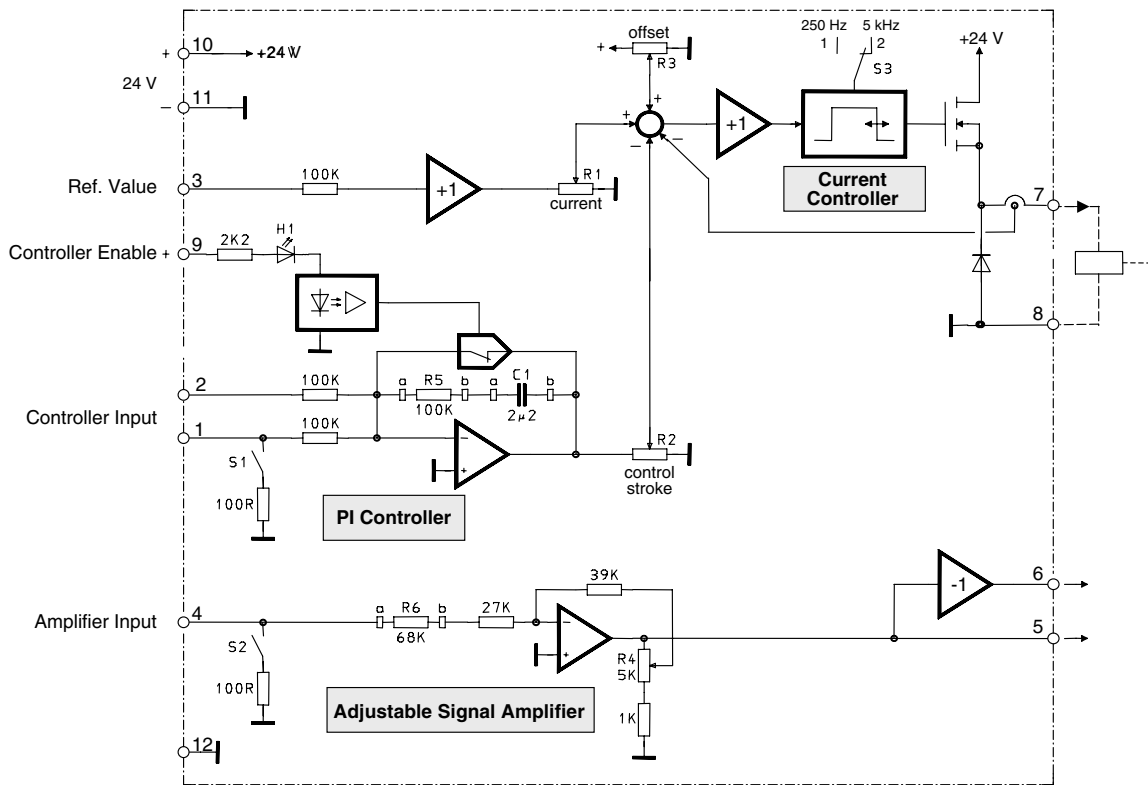 250 Hz 5 kHz
1 2
S3
offset
+ R3
+24 V
+ 10 +24W
24 V
− 11
+
+ −
−
+1
Current
Controller
Ref. Value 3 100K +1 R1
current
7
Controller Enable + 9 2K2 H1
8
2 100K a R5 b a C1 b
100K 2µ2
Controller Input
1 100K − R2
+
control
stroke
S1
100R
PI Controller
39K
-1 6
Amplifier Input 4 a R6 b 27K − 5
68K
+
R4
5K
S2
100R
Adjustable Signal Amplifier
1K
12